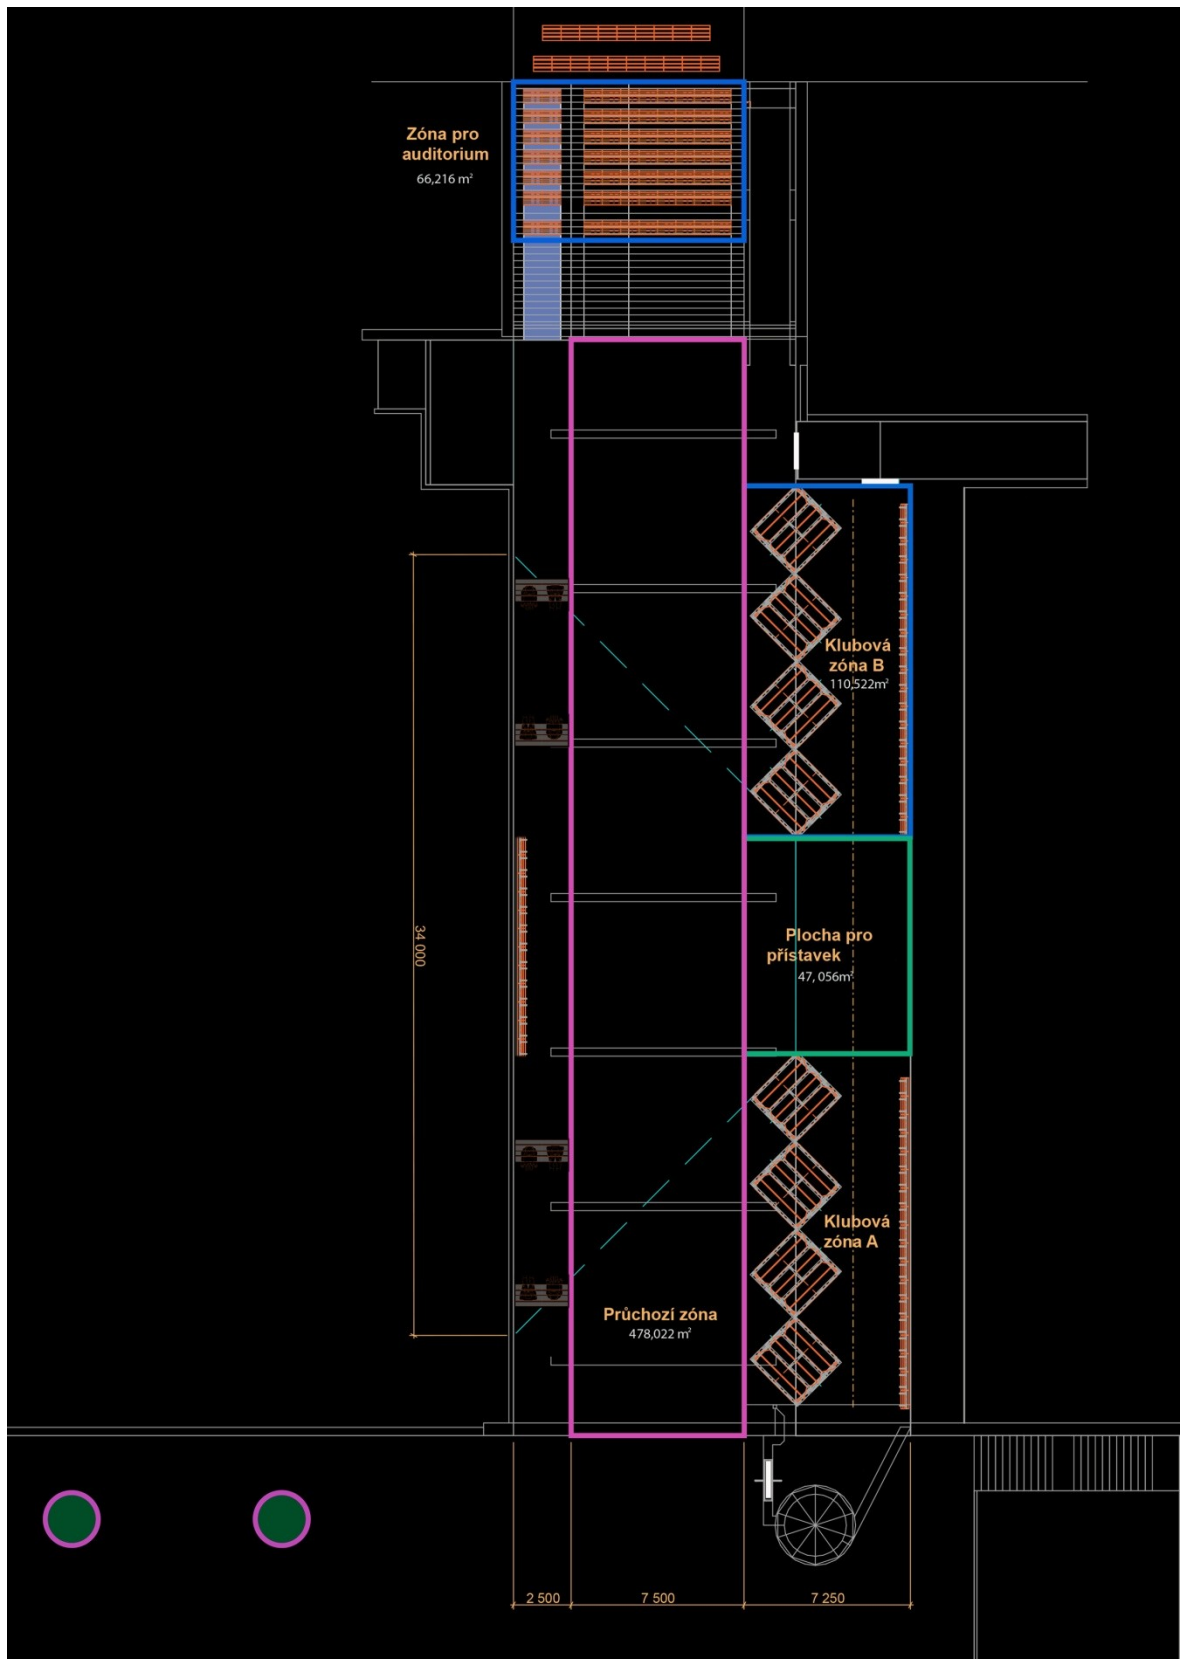 Zóna pro
auditorium
66,216 m²
Klubová
zóna B
110,522m²
34 000
Plocha pro
přístavek
47, 056m²
Klubová
zóna A
Průchozí zóna
478,022 m²
2 500
7 500
7 250